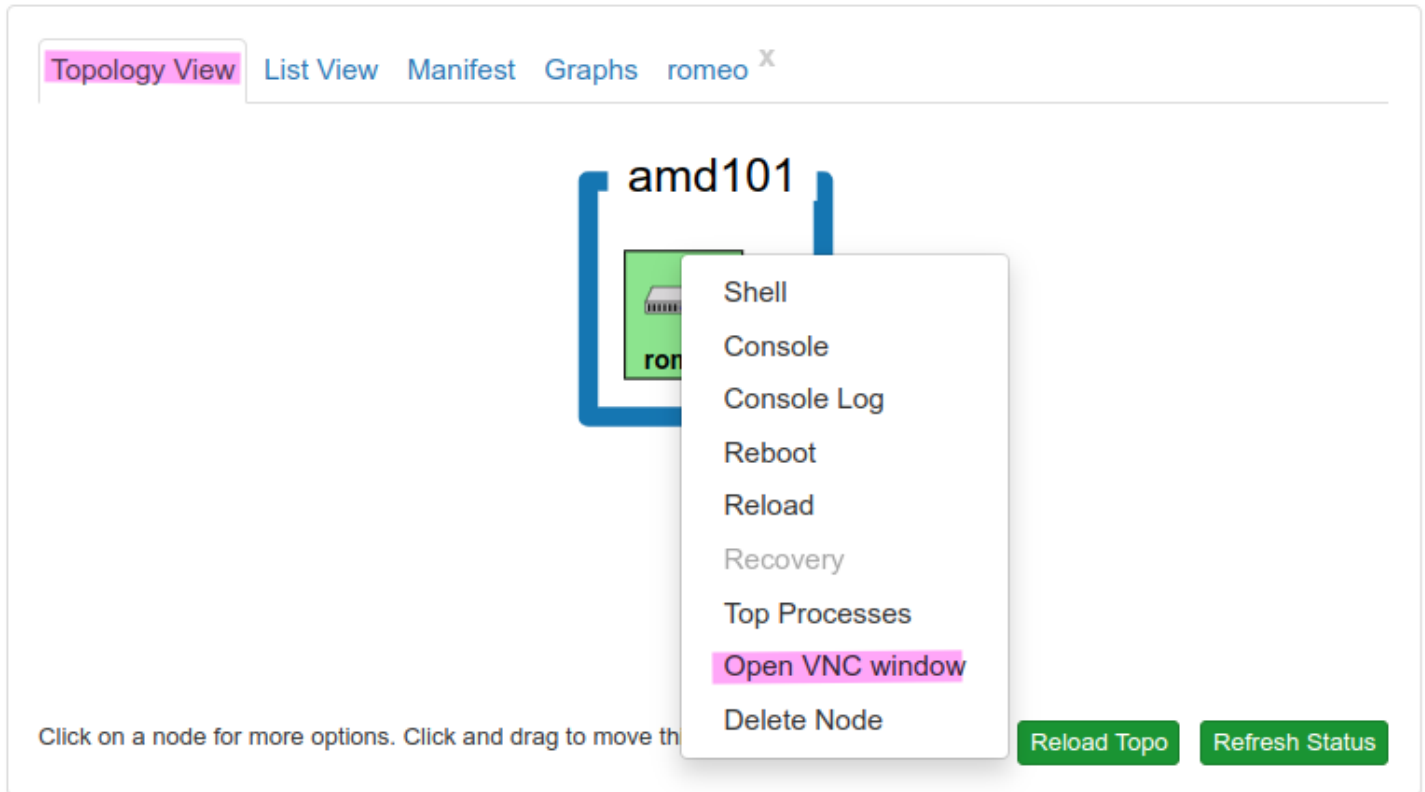 Topology View List View Manifest Graphs romeo x
amd101
Shell
Console
rom
Console Log
Reboot
Reload
Recovery
Top Processes
Open VNC window
Delete Node
Click on a node for more options. Click and drag to move th
Reload Topo Refresh Status